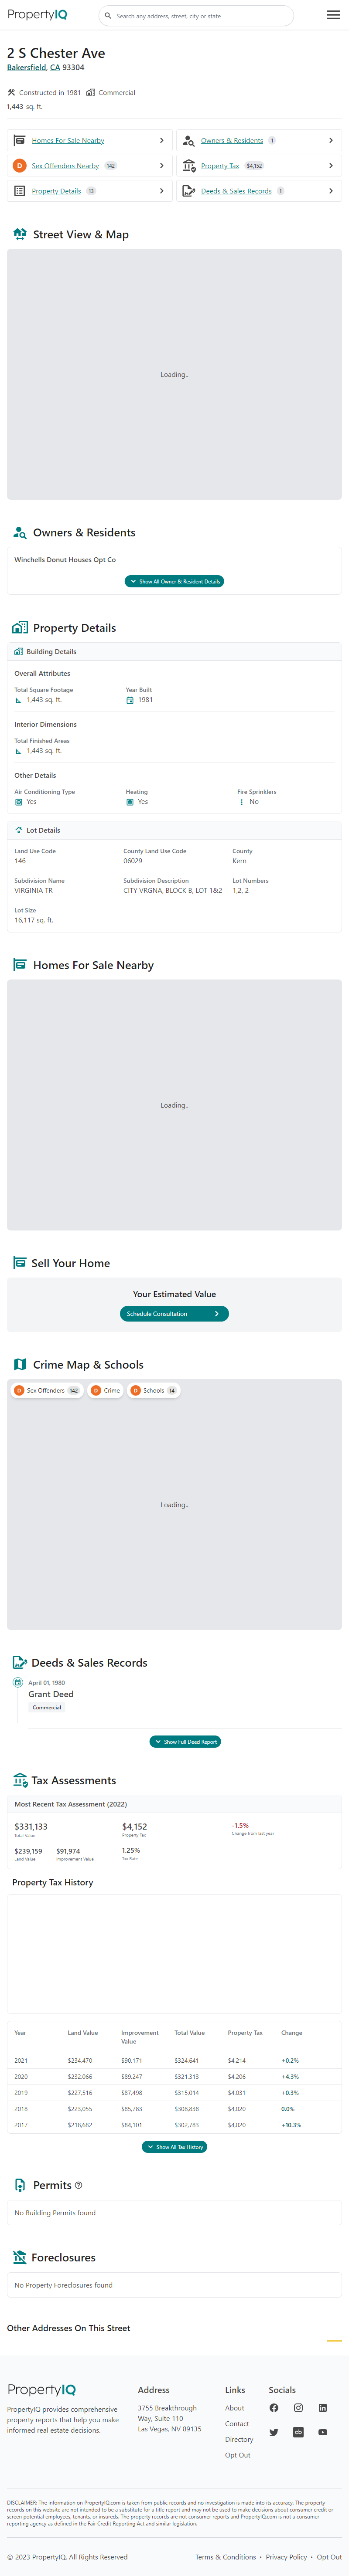 PropertyIQ
Search any address, street, city or state
2 S Chester Ave
Bakersfield, CA 93304
Constructed in 1981 Commercial
1,443 sq. ft.
Homes For Sale Nearby
Owners & Residents 1
D Sex Offenders Nearby 142
Property Tax $4,152
Property Details 13
Deeds & Sales Records 1
Street View & Map
Loading..
Owners & Residents
Winchells Donut Houses Opt Co
Show All Owner & Resident Details
Property Details
Building Details
Overall Attributes
Total Square Footage Year Built
1,443 sq. ft. 1981
Interior Dimensions
Total Finished Areas
1,443 sq. ft.
Other Details
Air Conditioning Type Heating Fire Sprinklers
Yes Yes No
Lot Details
Land Use Code County Land Use Code County
146 06029 Kern
Subdivision Name Subdivision Description Lot Numbers
VIRGINIA TR CITY VRGNA, BLOCK B, LOT 1&2 1,2, 2
Lot Size
16,117 sq. ft.
Homes For Sale Nearby
Loading..
Sell Your Home
Your Estimated Value
Schedule Consultation
Crime Map & Schools
D Sex Offenders 142 D Crime D Schools 14
Loading..
Deeds & Sales Records
April 01, 1980
Grant Deed
Commercial
Show Full Deed Report
Tax Assessments
Most Recent Tax Assessment (2022)
$331,133 $4,152 -1.5%
Total Value Property Tax Change from last year
$239,159 $91,974 1.25%
Land Value Improvement Value Tax Rate
Property Tax History
Year Land Value Improvement Value Total Value Property Tax Change
2021 $234,470 $90,171 $324,641 $4,214 +0.2%
2020 $232,066 $89,247 $321,313 $4,206 +4.3%
2019 $227,516 $87,498 $315,014 $4,031 +0.3%
2018 $223,055 $85,783 $308,838 $4,020 0.0%
2017 $218,682 $84,101 $302,783 $4,020 +10.3%
Show All Tax History
Permits
No Building Permits found
Foreclosures
No Property Foreclosures found
Other Addresses On This Street
PropertyIQ
PropertyIQ provides comprehensive
property reports that help you make
informed real estate decisions.
Address
3755 Breakthrough
Way, Suite 110
Las Vegas, NV 89135
Links
About
Contact
Directory
Opt Out
Socials
cb
DISCLAIMER: The information on PropertyIQ.com is taken from public records and no investigation is made into its accuracy. The property
records on this website are not intended to be a substitute for a title report and may not be used to make decisions about consumer credit or
screen potential employees, tenants, or insureds. The property records are not consumer reports and PropertyIQ.com is not a consumer
reporting agency as defined in the Fair Credit Reporting Act and similar legislation.
© 2023 PropertyIQ. All Rights Reserved
Terms & Conditions • Privacy Policy • Opt Out